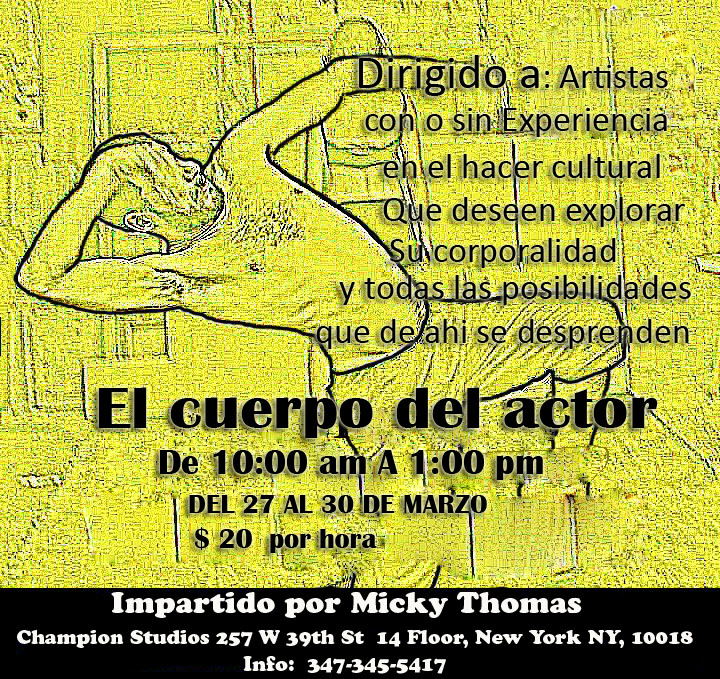 Dirigido a: Artistas
con o sin Experiencia
en el hacer cultural
Que deseen explorar
Su corporalidad
y todas las posibilidades
que de ahi se desprenden
El cuerpo del actor
De 10:00 am A 1:00 pm
DEL 27 AL 30 DE MARZO
$ 20 por hora
Impartido por Micky Thomas
Champion Studios 257 W 39th St 14 Floor, New York NY, 10018
Info: 347-345-5417